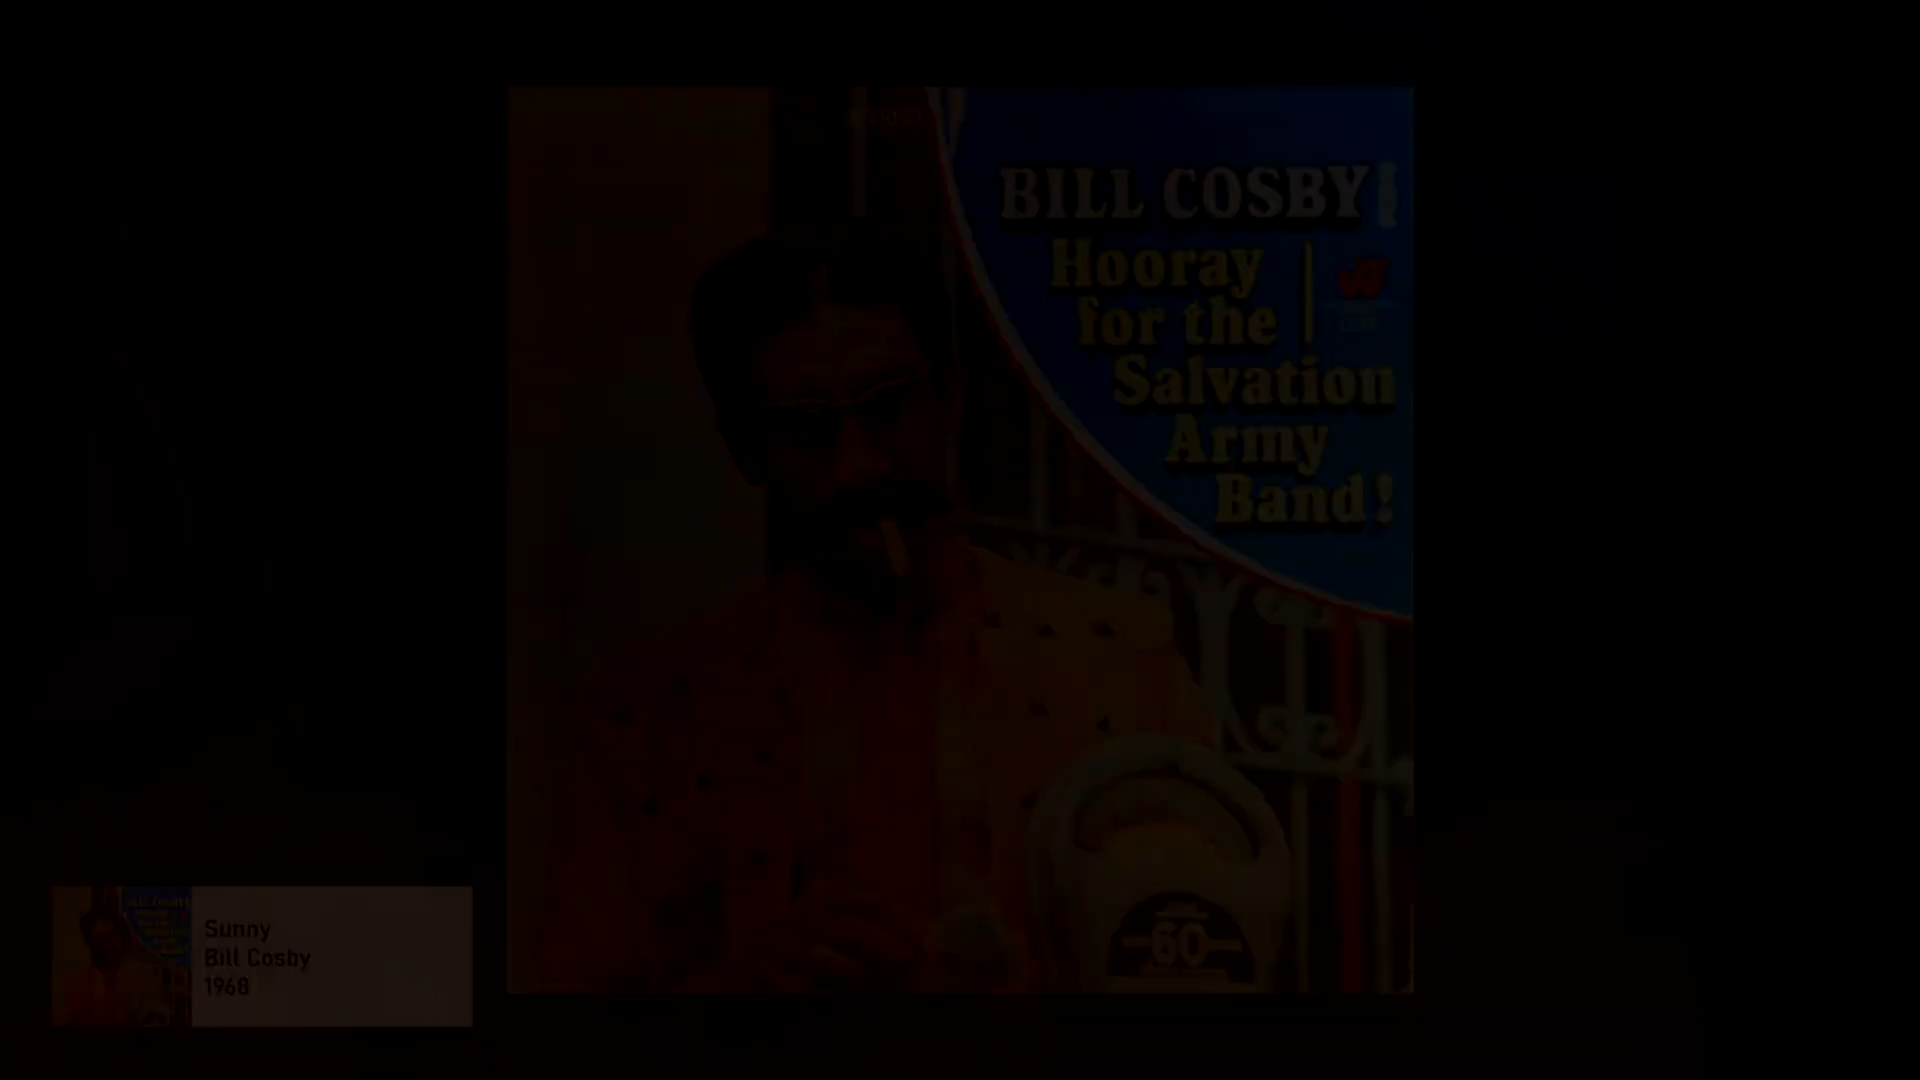 BILL COSBY
Hooray
for the
Salvation
Army
Band!
60
Sunny
Bill Cosby
1968